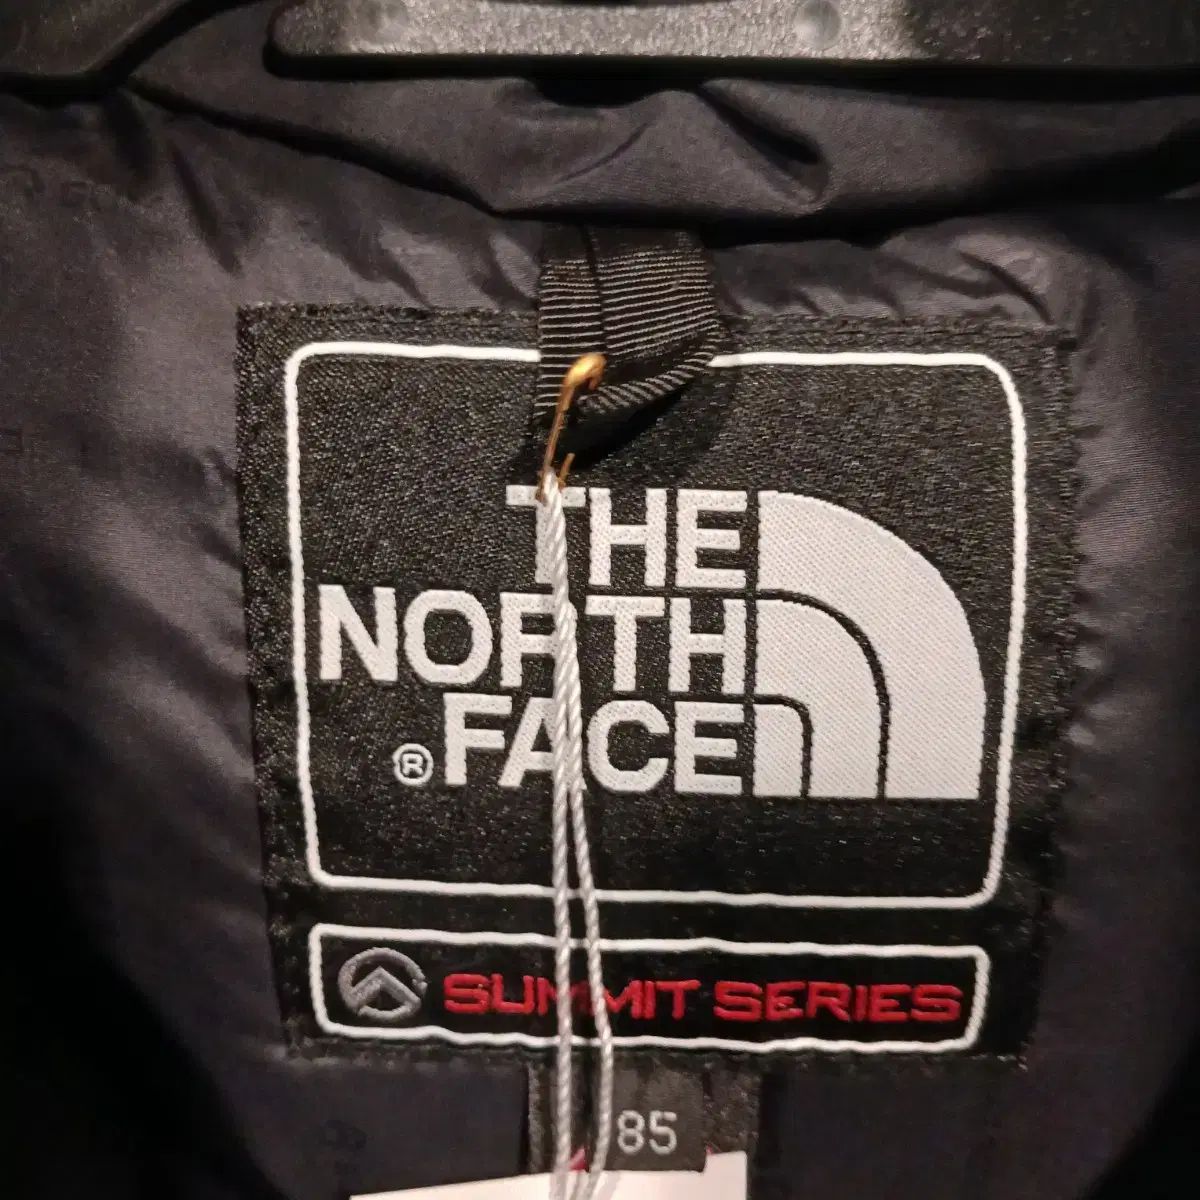 THE
NORTH
® FACE
SUMMIT SERIES
85